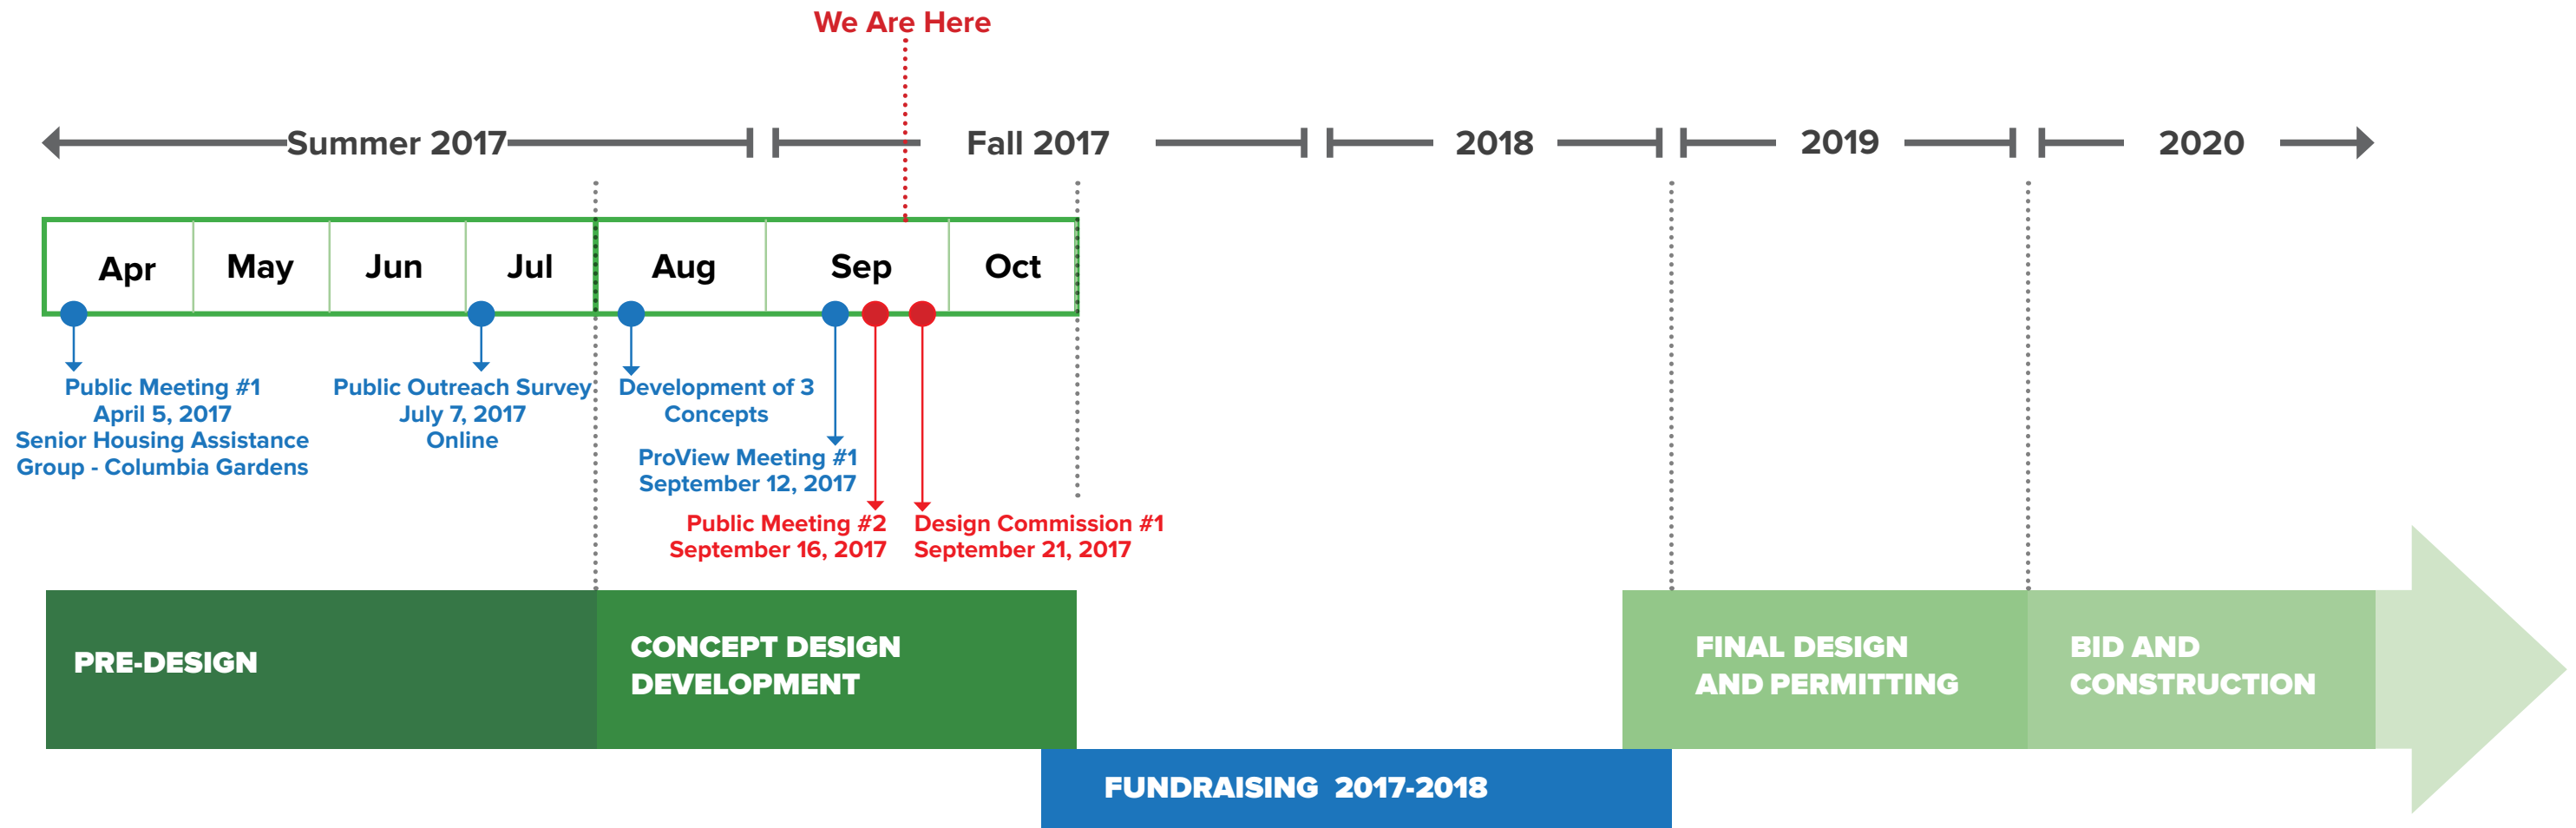 We Are Here
Summer 2017
Fall 2017
2018
2019
2020
Apr
May
Jun
Jul
Aug
Sep
Oct
Public Meeting #1
April 5, 2017
Senior Housing Assistance
Group - Columbia Gardens
Public Outreach Survey
July 7, 2017
Online
Development of 3
Concepts
ProView Meeting #1
September 12, 2017
Public Meeting #2
September 16, 2017
Design Commission #1
September 21, 2017
PRE-DESIGN
CONCEPT DESIGN
DEVELOPMENT
FINAL DESIGN
AND PERMITTING
BID AND
CONSTRUCTION
FUNDRAISING 2017-2018